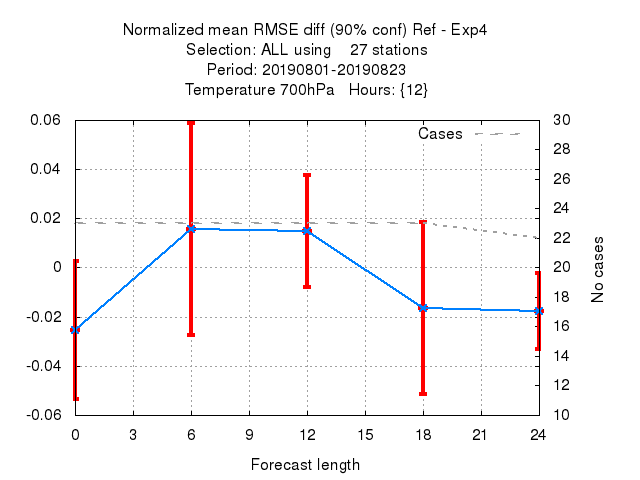 Normalized mean RMSE diff (90% conf) Ref - Exp4
Selection: ALL using 27 stations
Period: 20190801-20190823
Temperature 700hPa Hours: {12}
Cases
0.06
0.04
0.02
0
-0.02
-0.04
-0.06
30
28
26
24
22
20
18
16
14
12
10
No cases
0 3 6 9 12 15 18 21 24
Forecast length